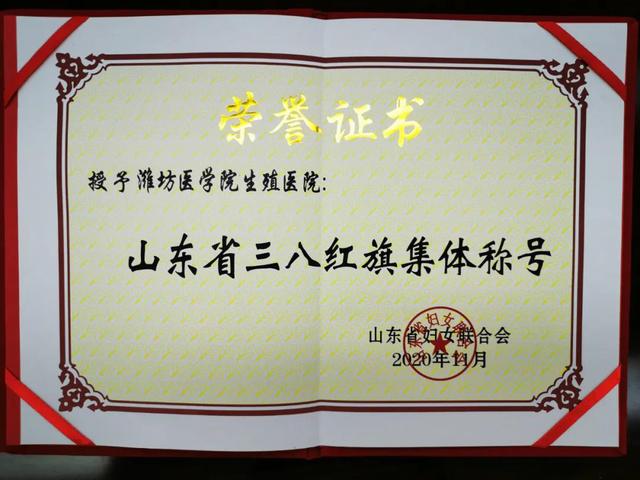 荣誉证书
授予潍坊医学院生殖医院:
山东省三八红旗集体称号
山东省妇女联合会
2020年11月